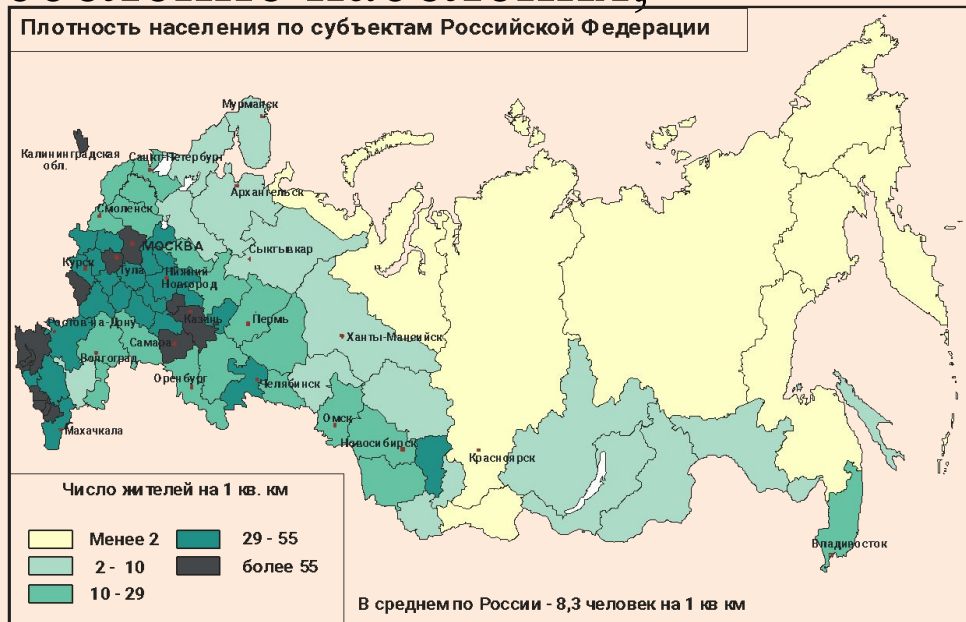 Плотность населения по субъектам Российской Федерации
Мурманск
Калининградская
обл.
Санкт-Петербург
Архангельск
Смоленск
МОСКВА
Сыктывкар
Курск
Тула
Нижний
Новгород
Ростов-на-Дону
Казань
Пермь
Ханты-Мансийск
Самара
Волгоград
Оренбург
Челябинск
Омск
Махачкала
Новосибирск
Красноярск
Владивосток
Число жителей на 1 кв. км
Менее 2
29 - 55
2 - 10
более 55
10 - 29
В среднем по России - 8,3 человек на 1 кв км